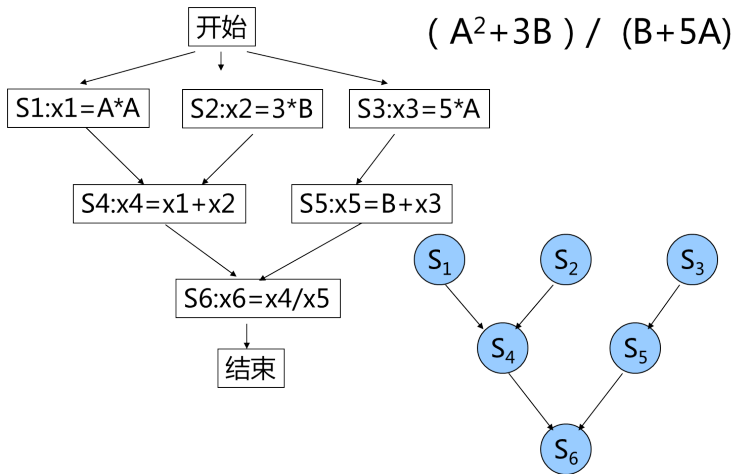 开始
( A²+3B ) / (B+5A)
S1:x1=A*A
S2:x2=3*B
S3:x3=5*A
S4:x4=x1+x2
S5:x5=B+x3
S6:x6=x4/x5
结束
S₁
S₂
S₃
S₄
S₅
S₆